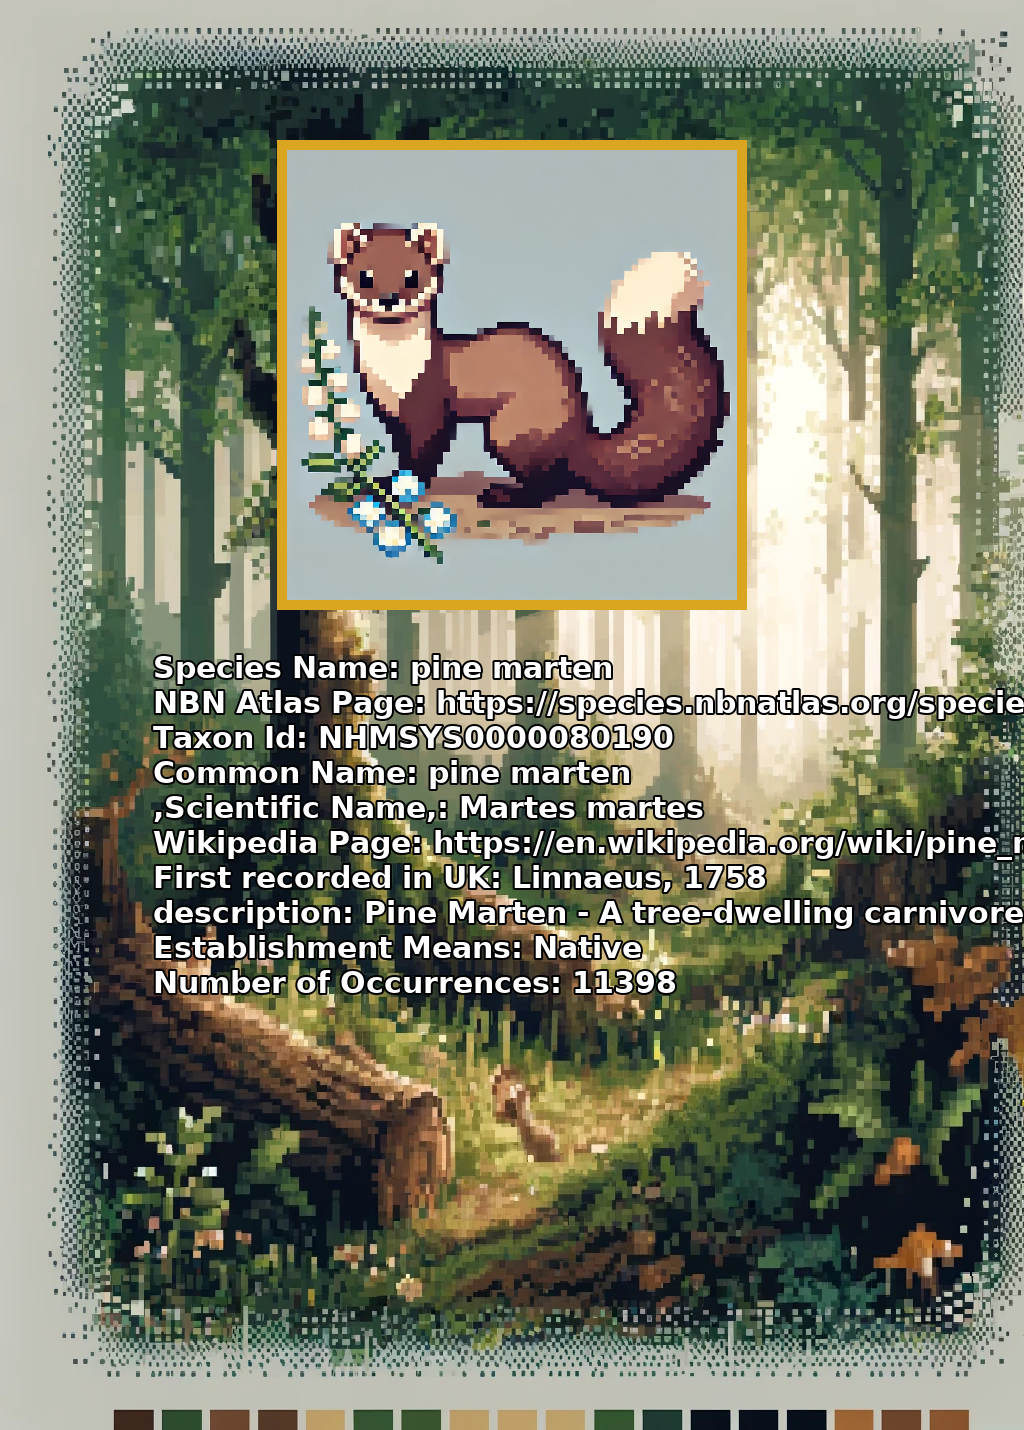 Species Name: pine marten
NBN Atlas Page: https://species.nbnatlas.org/specie
Taxon Id: NHMSYS0000080190
Common Name: pine marten
,Scientific Name,: Martes martes
Wikipedia Page: https://en.wikipedia.org/wiki/pine_
First recorded in UK: Linnaeus, 1758
description: Pine Marten - A tree-dwelling carnivore
Establishment Means: Native
Number of Occurrences: 11398